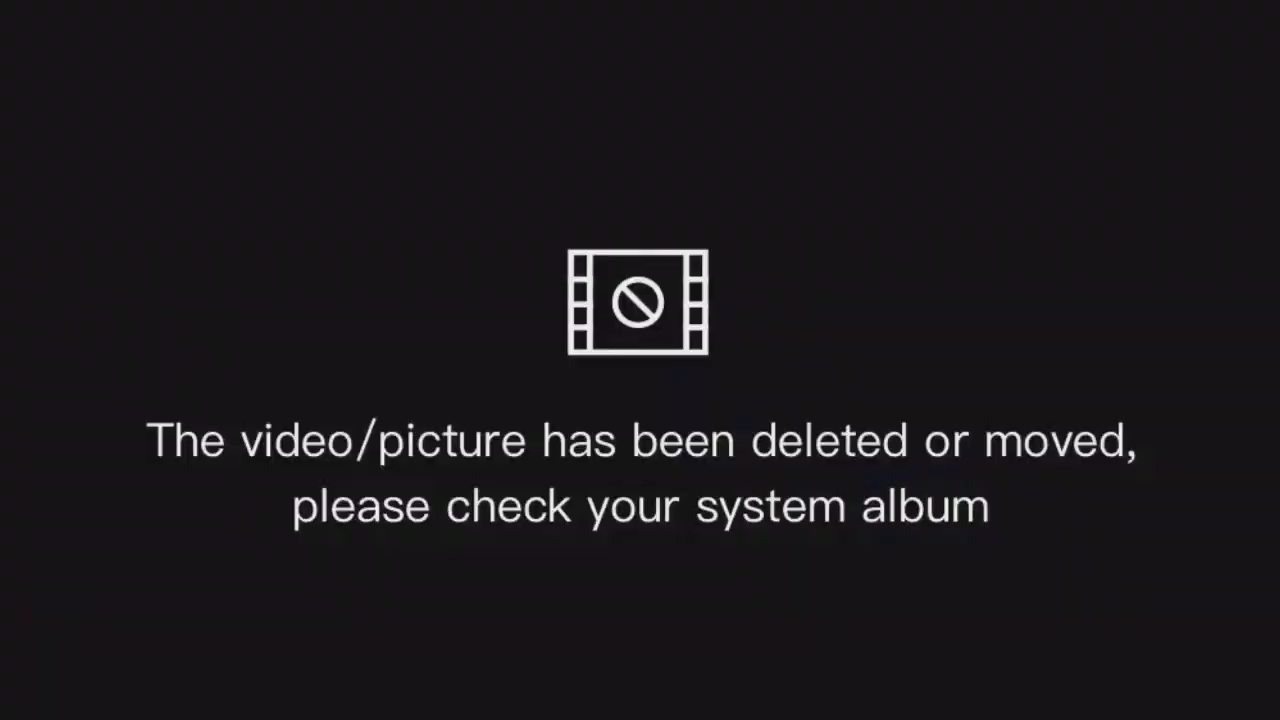 The video/picture has been deleted or moved,
please check your system album